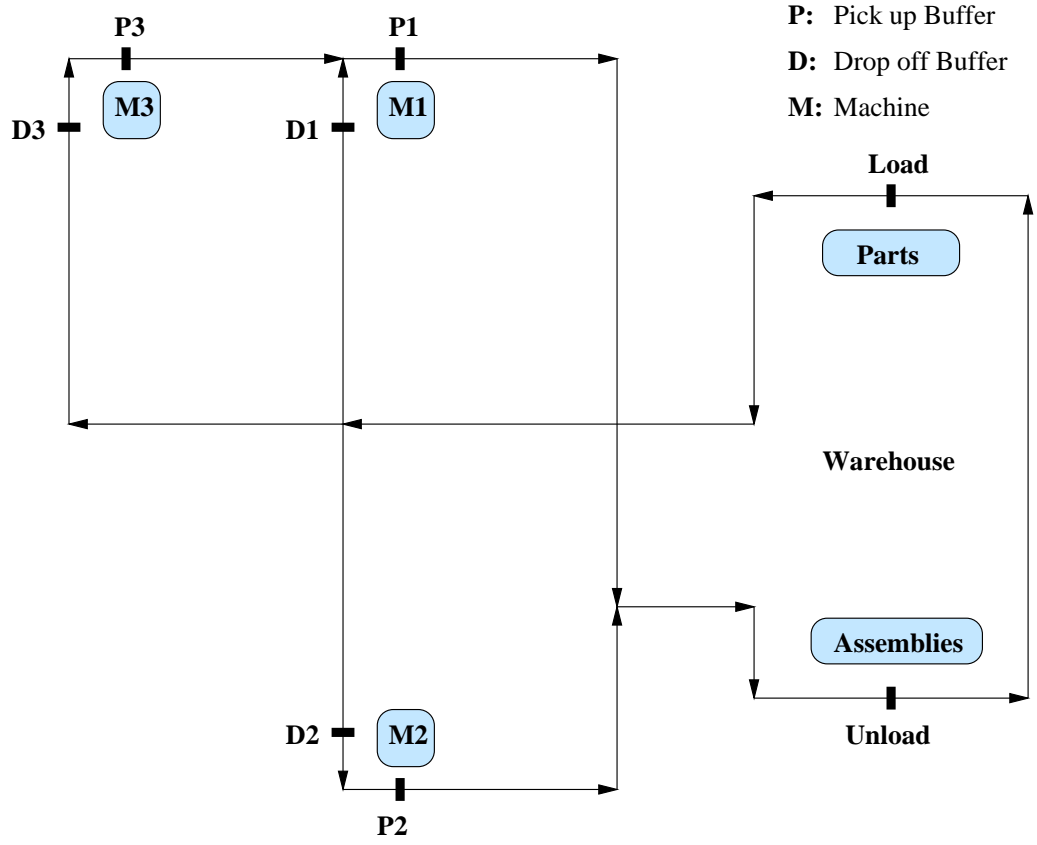 P3
P1
P: Pick up Buffer
D: Drop off Buffer
M3
M1
M: Machine
D3
D1
Load
Parts
Warehouse
Assemblies
D2
M2
Unload
P2